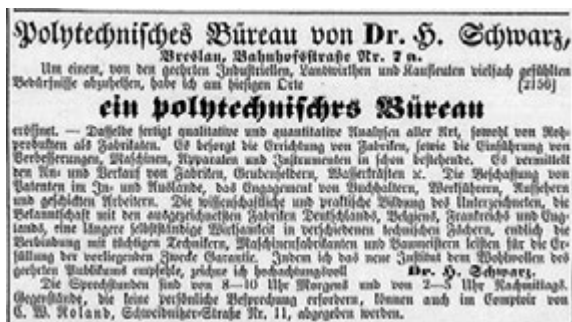 Polytechnisches Büreau von Dr. H. Schwarz,
Breslau, Bahnhofsstraße Nr. 7 a.
Um einem, von den geehrten Industriellen, Landwirthen und Kaufleuten vielfach gefühlten
Bedürfnisse abzuhelfen, habe ich am hiesigen Orte [2156]
ein polytechnischrs Büreau
eröffnet. — Dasselbe fertigt qualitative und quantitative Analysen aller Art, sowohl von Roh-
produkten als Fabrikaten. Es besorgt die Errichtung von Fabriken, sowie die Einführung von
Verbesserungen, Maschinen, Apparaten und Instrumenten in schon bestehende. Es vermittelt
den An- und Verkauf von Fabriken, Grubenfeldern, Wasserkräften ꝛc. Die Beschaffung von
Patenten im In- und Auslande, das Engagement von Buchhaltern, Werkführern, Aufsehern
und geschickten Arbeitern. Die wissenschaftliche und praktische Bildung des Unterzeichneten, die
Bekanntschaft mit den ausgezeichnetsten Fabriken Deutschlands, Belgiens, Frankreichs und Eng-
lands, eine längere selbstständige Wirksamkeit in verschiedenen technischen Fächern, endlich die
Verbindung mit tüchtigen Technikern, Maschinenfabrikanten und Baumeistern leisten für die Er-
füllung der vorliegenden Zwecke Garantie. Indem ich das neue Institut dem Wohlwollen des
geehrten Publikums empfehle, zeichne ich hochachtungsvoll Dr. H. Schwarz.
Die Sprechstunden sind von 8—10 Uhr Morgens und von 2—3 Uhr Nachmittags.
Gegenstände, die keine persönliche Besprechung erfordern, können auch im Comptoir von
C. W. Roland, Schweidnitzer-Straße Nr. 11, abgegeben werden.